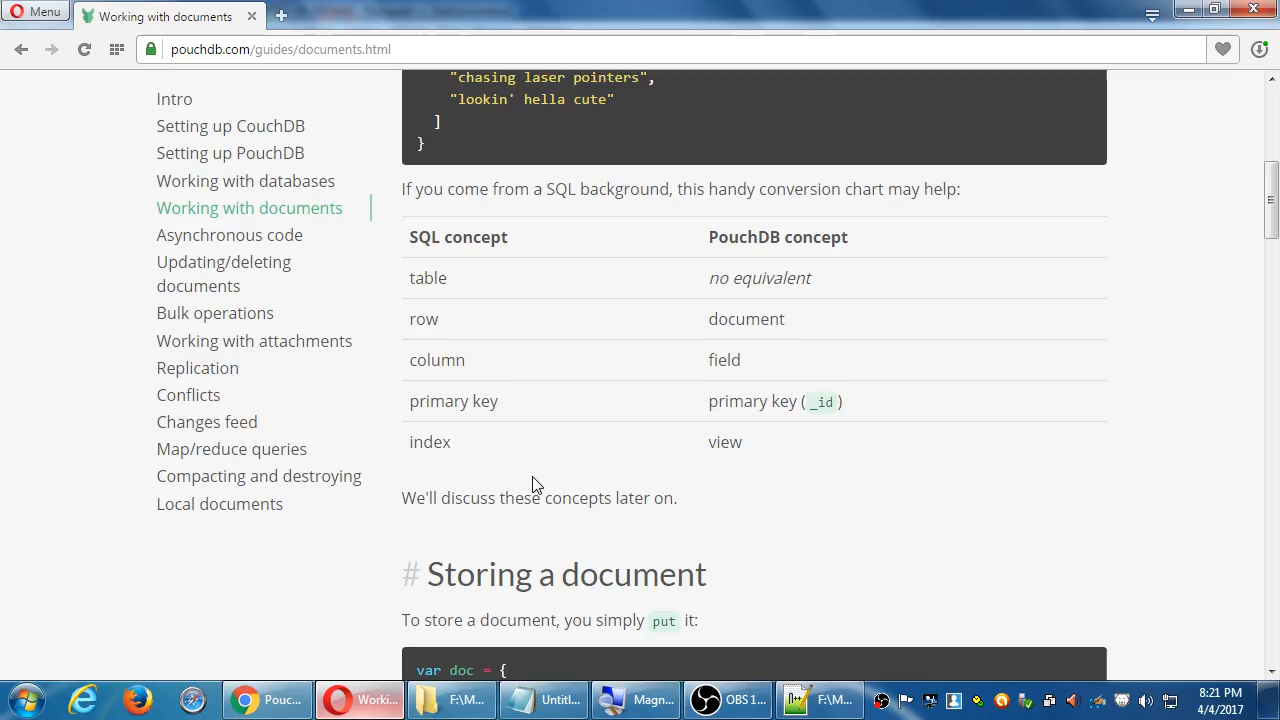 Menu
Working with documents
pouchdb.com/guides/documents.html
Intro
Setting up CouchDB
Setting up PouchDB
Working with databases
Working with documents
Asynchronous code
Updating/deleting
documents
Bulk operations
Working with attachments
Replication
Conflicts
Changes feed
Map/reduce queries
Compacting and destroying
Local documents
"chasing laser pointers",
"lookin' hella cute"
]
}
If you come from a SQL background, this handy conversion chart may help:
SQL concept PouchDB concept
table no equivalent
row document
column field
primary key primary key (_id)
index view
We'll discuss these concepts later on.
# Storing a document
To store a document, you simply put it:
var doc = {
Pouc...
Worki...
F:\M...
Untitl...
Magn...
OBS 1...
F:\M...
8:21 PM
4/4/2017